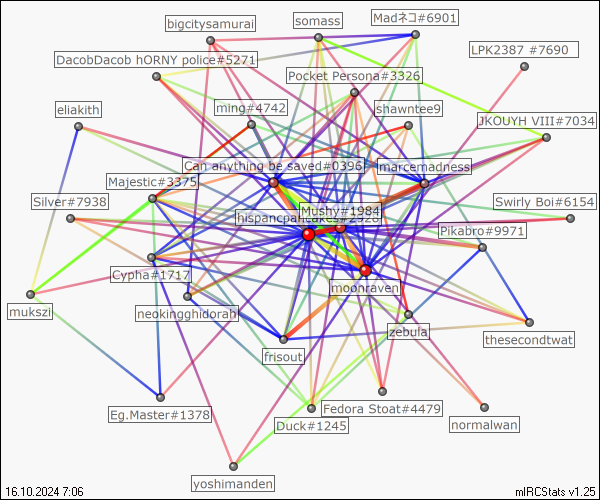 bigcitysamurai
somass
Madネコ#6901
LPK2387 #7690
DacobDacob hORNY police#5271
Pocket Persona#3326
eliakith
ming#4742
shawntee9
JKOUYH VIII#7034
Can anything be saved#0396
marcemadness
Majestic#3375
Silver#7938
Mushy#1984
Swirly Boi#6154
Pikabro#9971
Cypha#1717
moonraven
mukszi
neokingghidorah
zebula
thesecondtwat
frisout
Eg.Master#1378
Fedora Stoat#4479
Duck#1245
normalwan
yoshimanden
16.10.2024 7:06
mIRCStats v1.25